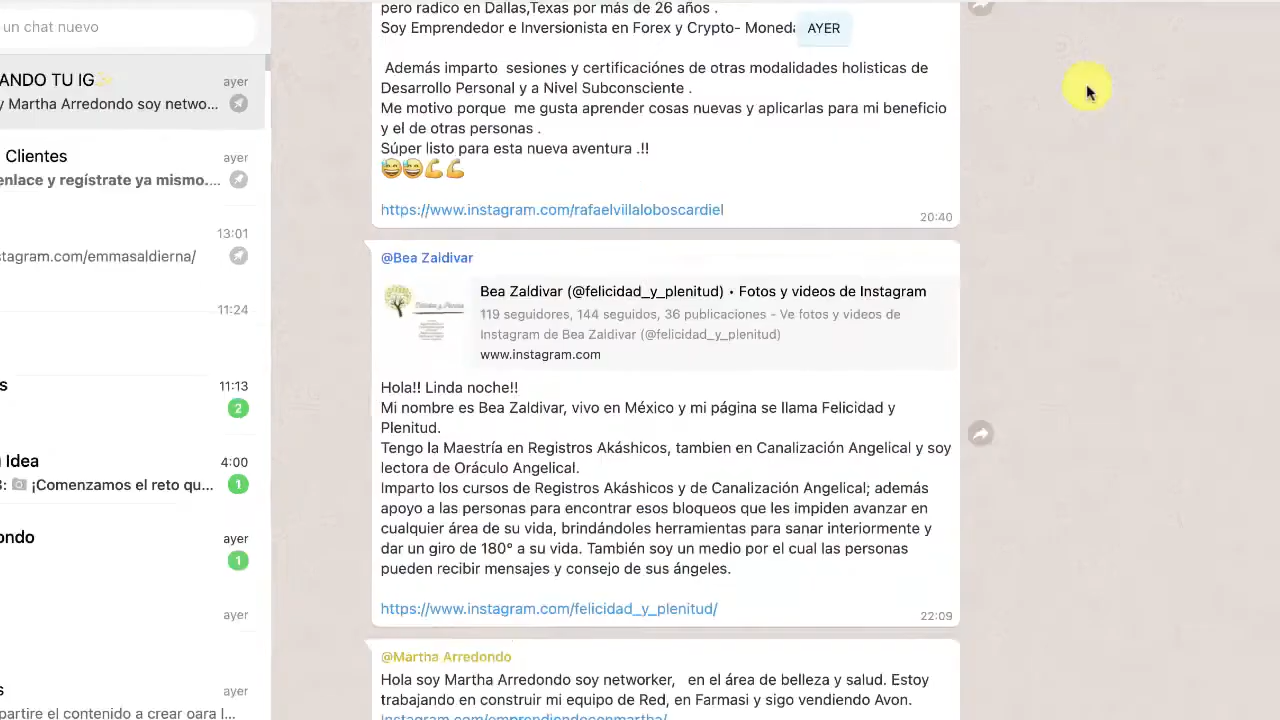 un chat nuevo
ANDO TU IG✨
ayer
y Martha Arredondo soy netwo...
Clientes
ayer
enlace y regístrate ya mismo....
13:01
stagram.com/emmasaldierna/
11:24
s
11:13
2
Idea
4:00
3: 📷 ¡Comenzamos el reto qu...
1
ondo
ayer
1
ayer
s
ayer
partire el contenido a crear oara l...
pero radico en Dallas,Texas por más de 26 años .
Soy Emprendedor e Inversionista en Forex y Crypto- Moneda
AYER
Además imparto sesiones y certificaciónes de otras modalidades holisticas de
Desarrollo Personal y a Nivel Subconsciente .
Me motivo porque me gusta aprender cosas nuevas y aplicarlas para mi beneficio
y el de otras personas .
Súper listo para esta nueva aventura .!!
😅😅💪💪
https://www.instagram.com/rafaelvillaloboscardiel
20:40
@Bea Zaldivar
Bea Zaldivar (@felicidad_y_plenitud) • Fotos y videos de Instagram
119 seguidores, 144 seguidos, 36 publicaciones - Ve fotos y videos de
Instagram de Bea Zaldivar (@felicidad_y_plenitud)
www.instagram.com
Hola!! Linda noche!!
Mi nombre es Bea Zaldivar, vivo en México y mi página se llama Felicidad y
Plenitud.
Tengo la Maestría en Registros Akáshicos, tambien en Canalización Angelical y soy
lectora de Oráculo Angelical.
Imparto los cursos de Registros Akáshicos y de Canalización Angelical; además
apoyo a las personas para encontrar esos bloqueos que les impiden avanzar en
cualquier área de su vida, brindándoles herramientas para sanar interiormente y
dar un giro de 180° a su vida. También soy un medio por el cual las personas
pueden recibir mensajes y consejo de sus ángeles.
https://www.instagram.com/felicidad_y_plenitud/
22:09
@Martha Arredondo
Hola soy Martha Arredondo soy networker, en el área de belleza y salud. Estoy
trabajando en construir mi equipo de Red, en Farmasi y sigo vendiendo Avon.
instagram.com/emprendiendoconmartha/